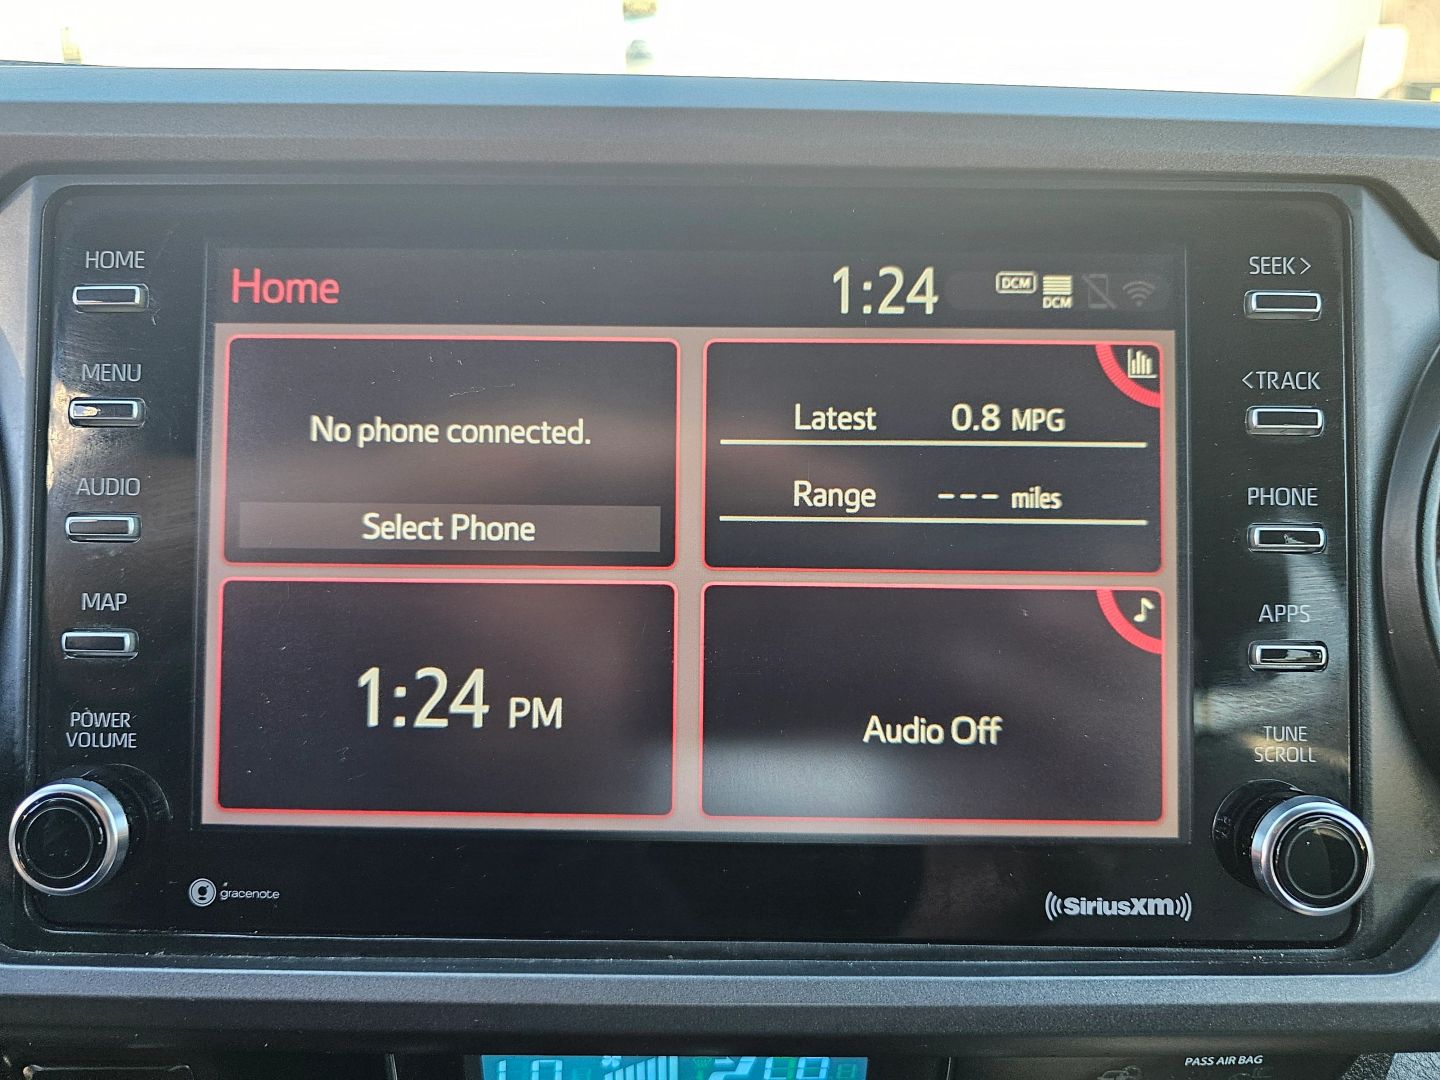 HOME
MENU
AUDIO
MAP
POWER
VOLUME
Home
1:24
DCM
DCM
No phone connected.
Select Phone
Latest 0.8 MPG
Range --- miles
1:24 PM
Audio Off
SEEK >
< TRACK
PHONE
APPS
TUNE
SCROLL
gracenote
((SiriusXM))
PASS AIR BAG